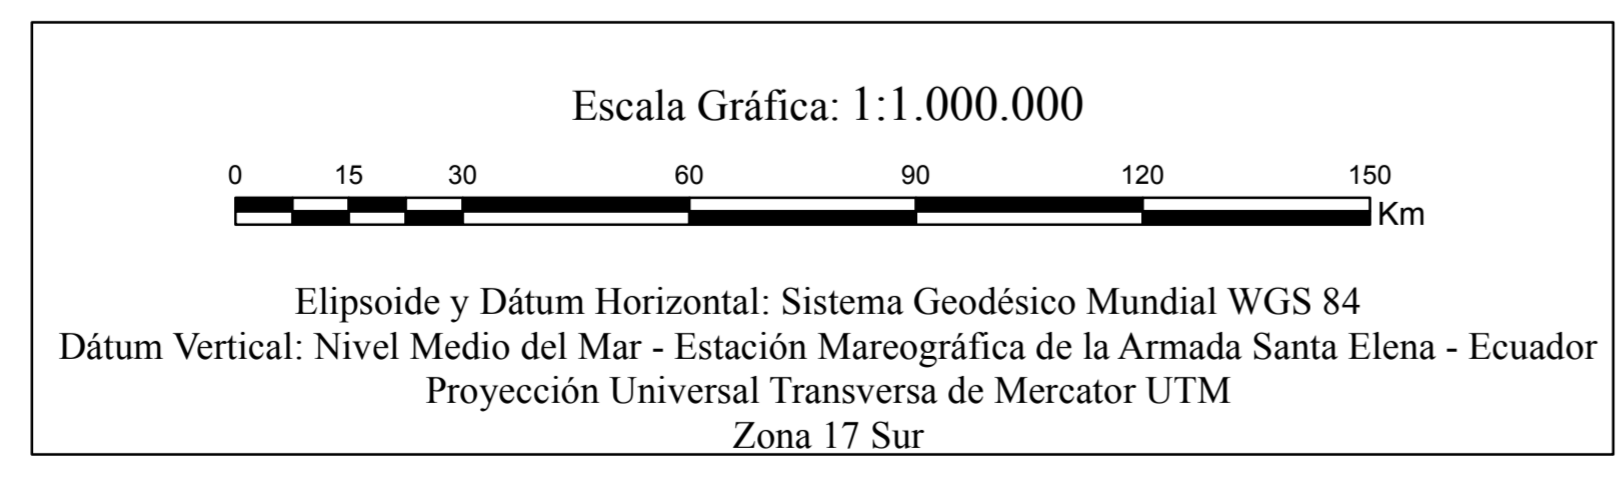 Escala Gráfica: 1:1.000.000
0 15 30 60 90 120 150
Km
Elipsoide y Dátum Horizontal: Sistema Geodésico Mundial WGS 84
Dátum Vertical: Nivel Medio del Mar - Estación Mareográfica de la Armada Santa Elena - Ecuador
Proyección Universal Transversa de Mercator UTM
Zona 17 Sur